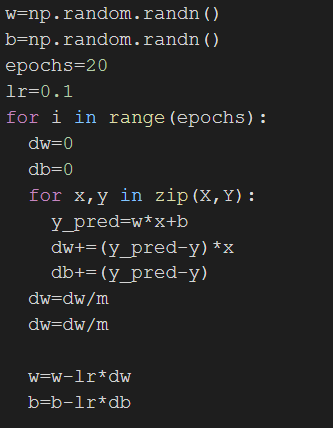 w=np.random.randn()
b=np.random.randn()
epochs=20
lr=0.1
for i in range(epochs):
  dw=0
  db=0
  for x,y in zip(X,Y):
    y_pred=w*x+b
    dw+=(y_pred-y)*x
    db+=(y_pred-y)
  dw=dw/m
  dw=dw/m

  w=w-lr*dw
  b=b-lr*db